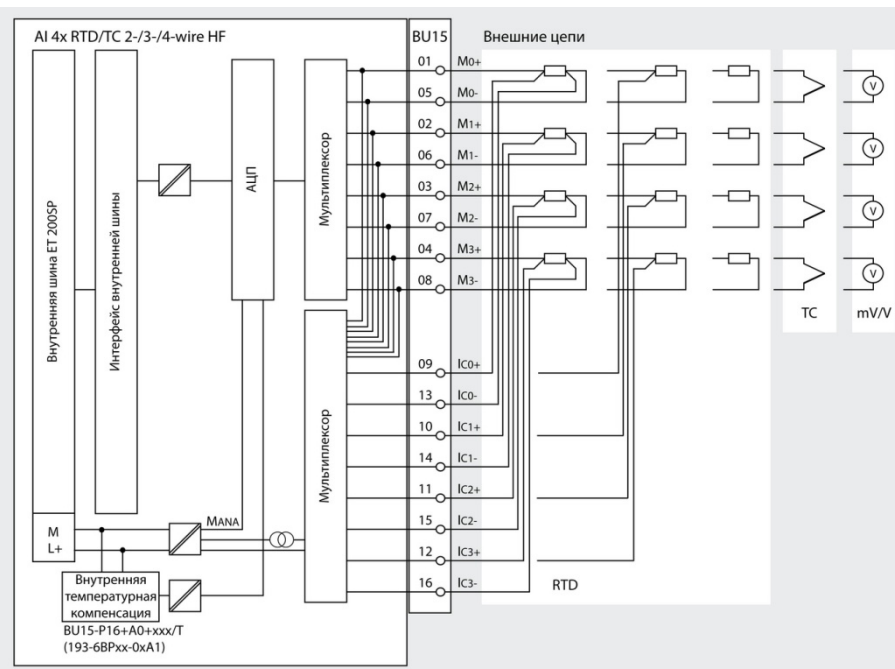 AI 4x RTD/TC 2-/3-/4-wire HF
BU15
Внешние цепи
Внутренняя шина ET 200SP
Интерфейс внутренней шины
АЦП
Мультиплексор
Мультиплексор
01 M0+
05 M0-
02 M1+
06 M1-
03 M2+
07 M2-
04 M3+
08 M3-
09 IC0+
13 IC0-
10 IC1+
14 IC1-
11 IC2+
15 IC2-
12 IC3+
16 IC3-
V
V
V
V
TC
mV/V
RTD
M
L+
MANA
Внутренняя
температурная
компенсация
BU15-P16+A0+xxx/T
(193-6BPxx-0xA1)